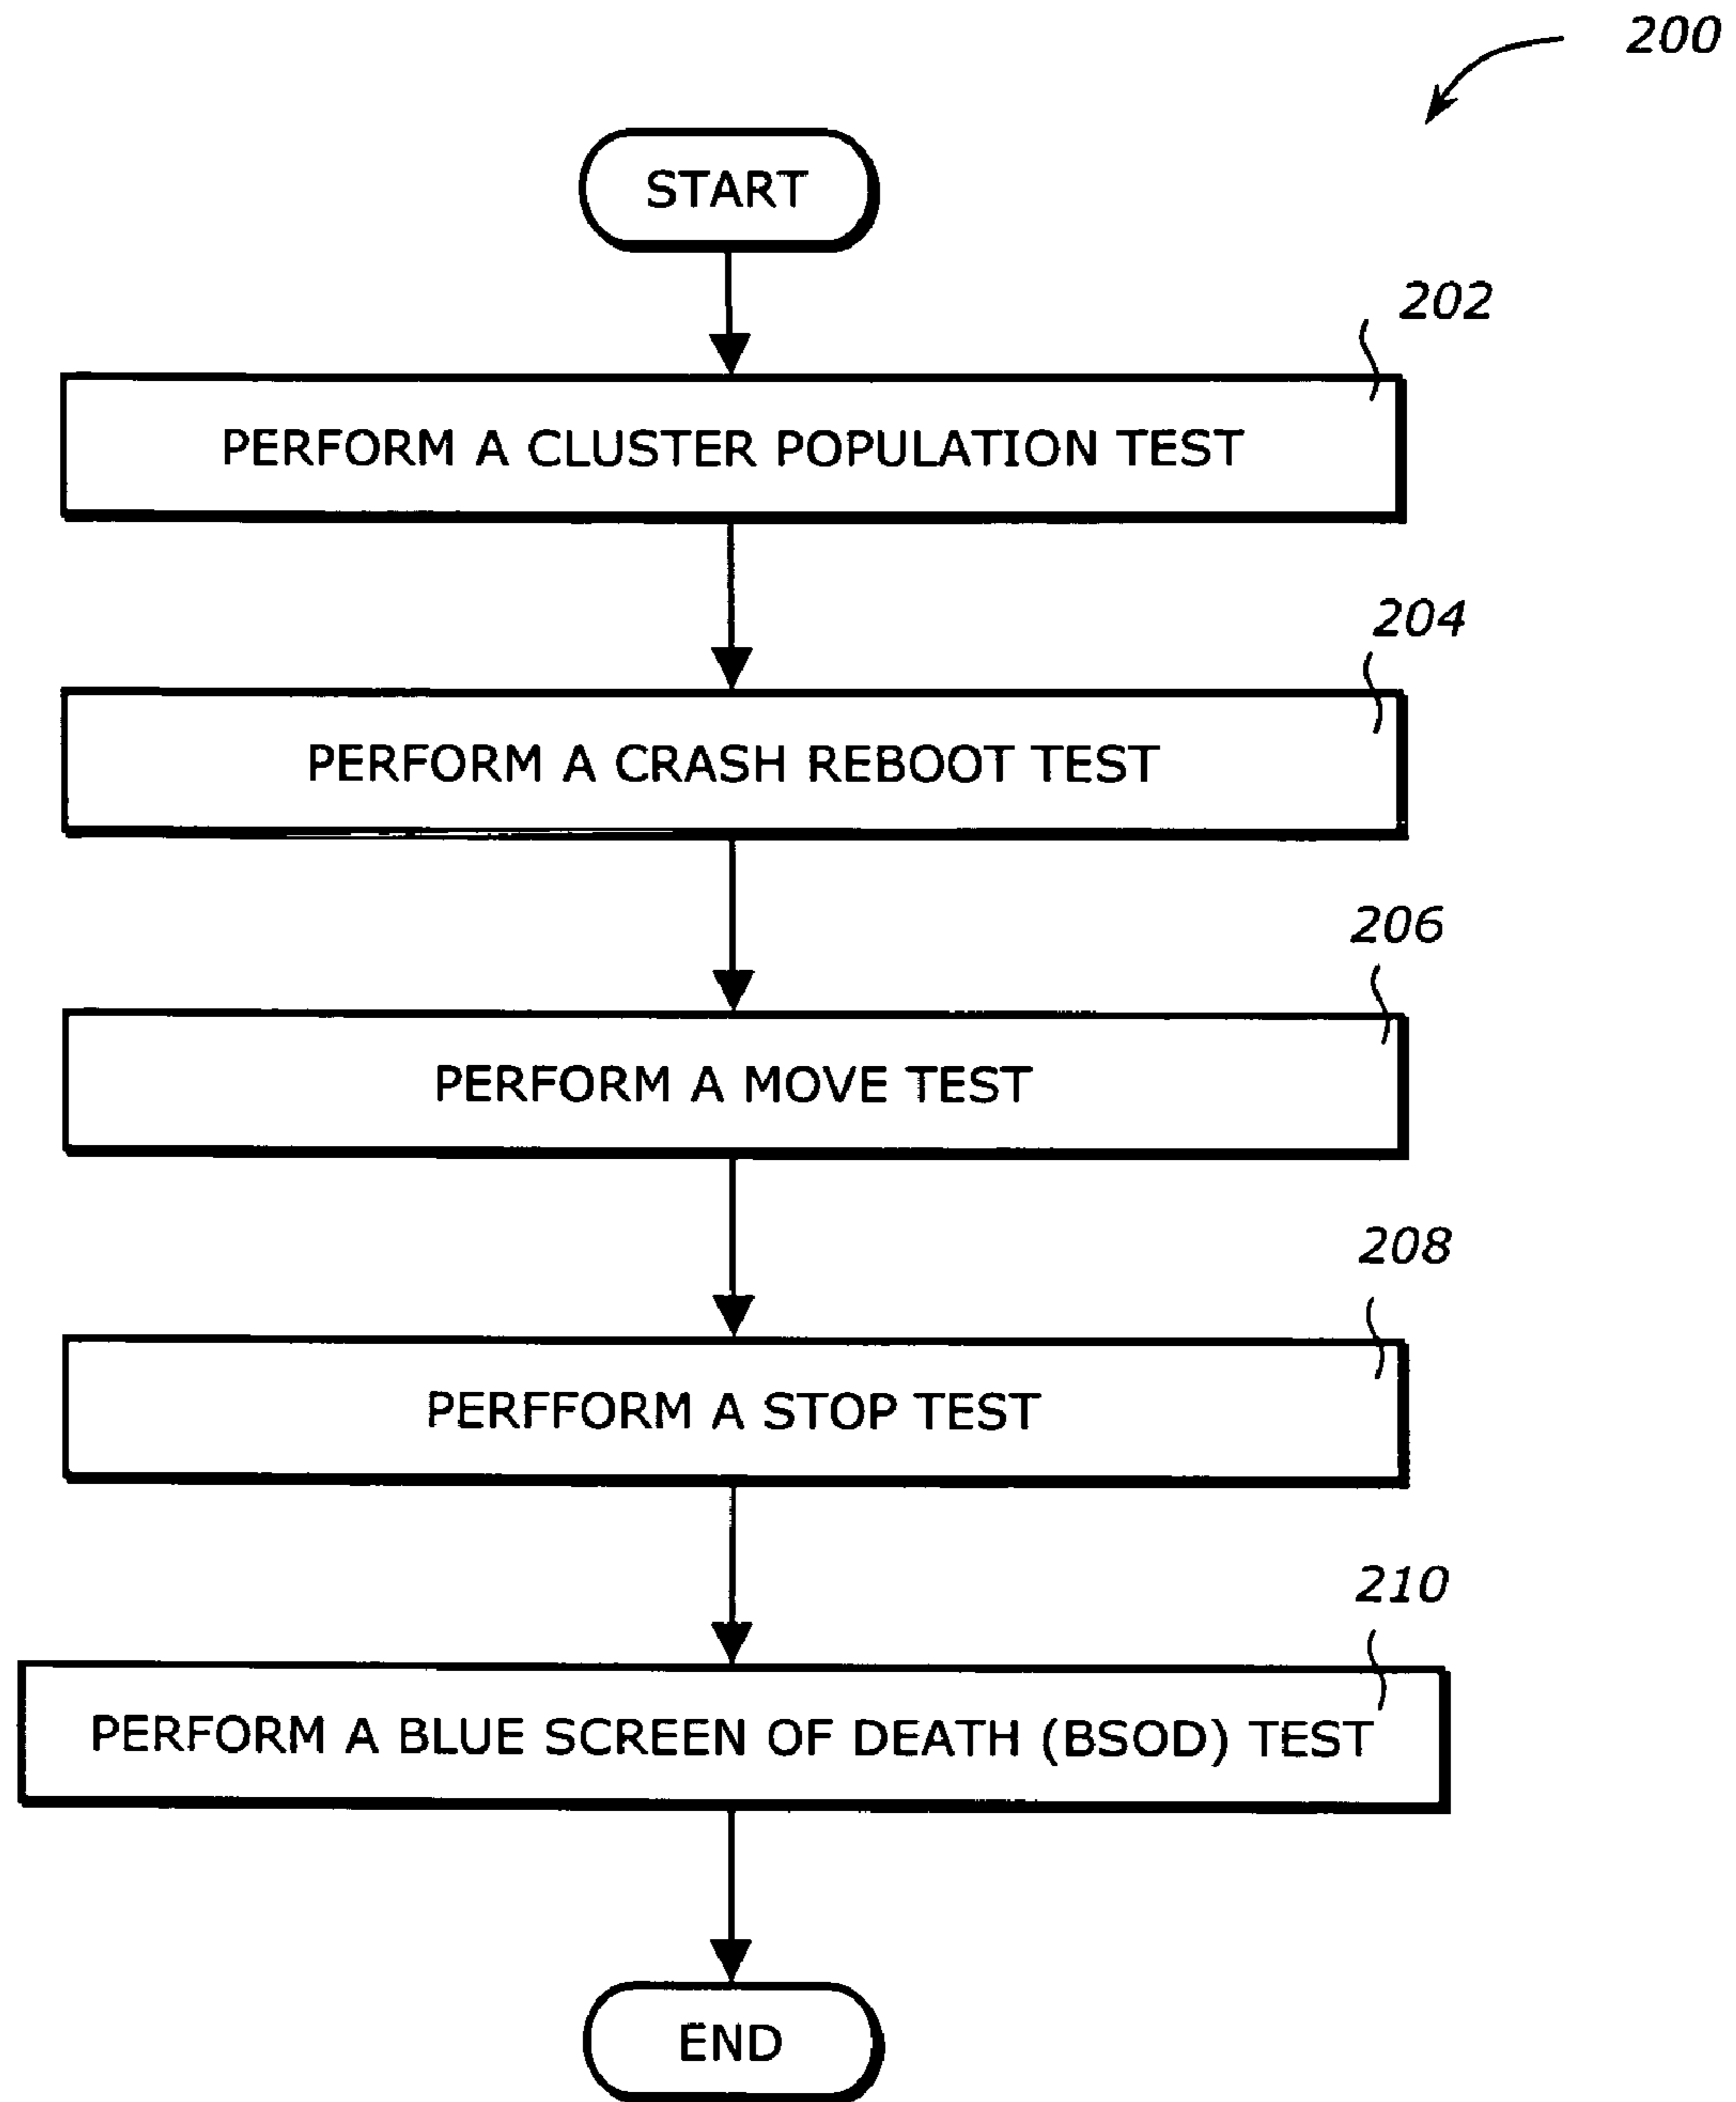 200
START
202
PERFORM A CLUSTER POPULATION TEST
204
PERFORM A CRASH REBOOT TEST
206
PERFORM A MOVE TEST
208
PERFFORM A STOP TEST
210
PERFORM A BLUE SCREEN OF DEATH (BSOD) TEST
END